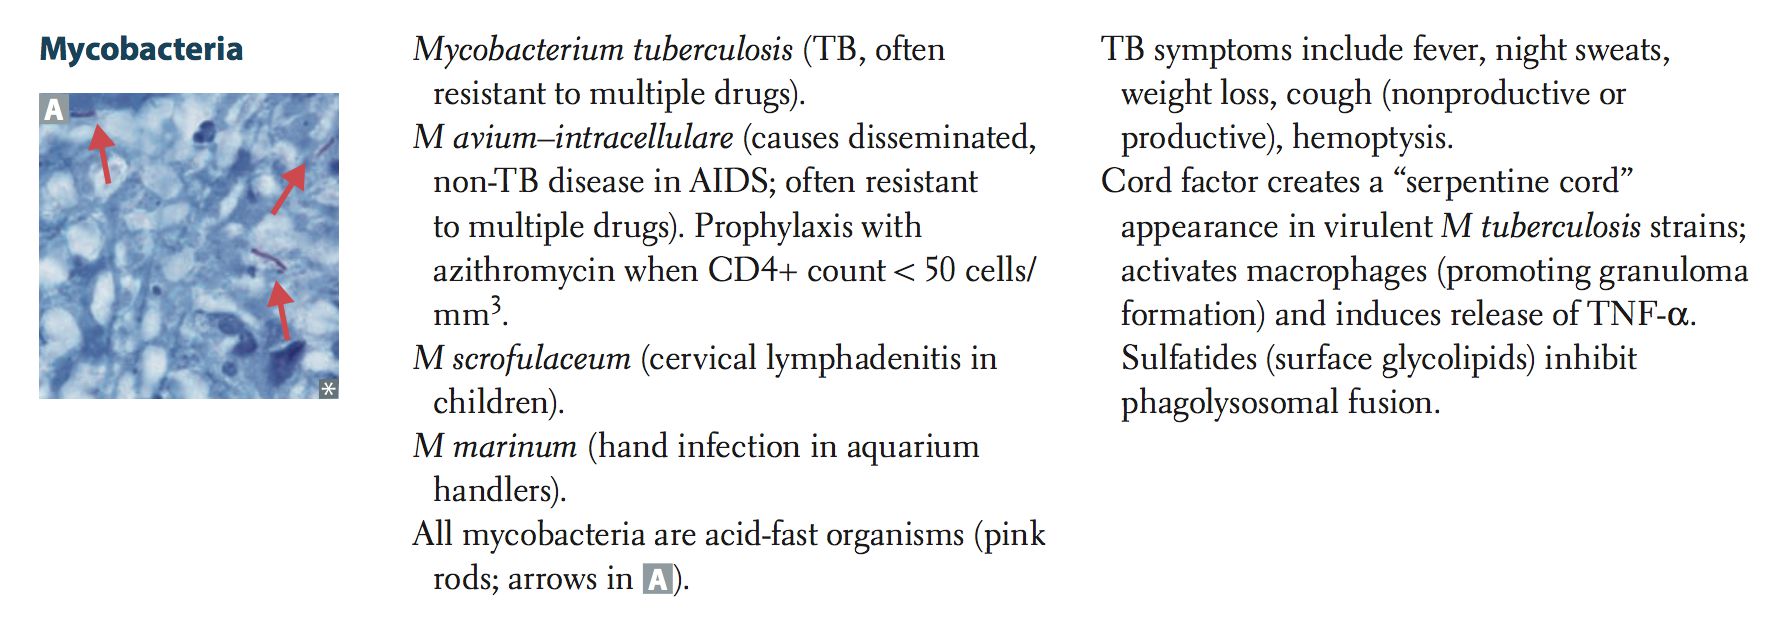 Mycobacteria
A
Mycobacterium tuberculosis (TB, often
resistant to multiple drugs).
M avium–intracellulare (causes disseminated,
non-TB disease in AIDS; often resistant
to multiple drugs). Prophylaxis with
azithromycin when CD4+ count < 50 cells/
mm³.
M scrofulaceum (cervical lymphadenitis in
children).
M marinum (hand infection in aquarium
handlers).
All mycobacteria are acid-fast organisms (pink
rods; arrows in A).
TB symptoms include fever, night sweats,
weight loss, cough (nonproductive or
productive), hemoptysis.
Cord factor creates a “serpentine cord”
appearance in virulent M tuberculosis strains;
activates macrophages (promoting granuloma
formation) and induces release of TNF-α.
Sulfatides (surface glycolipids) inhibit
phagolysosomal fusion.